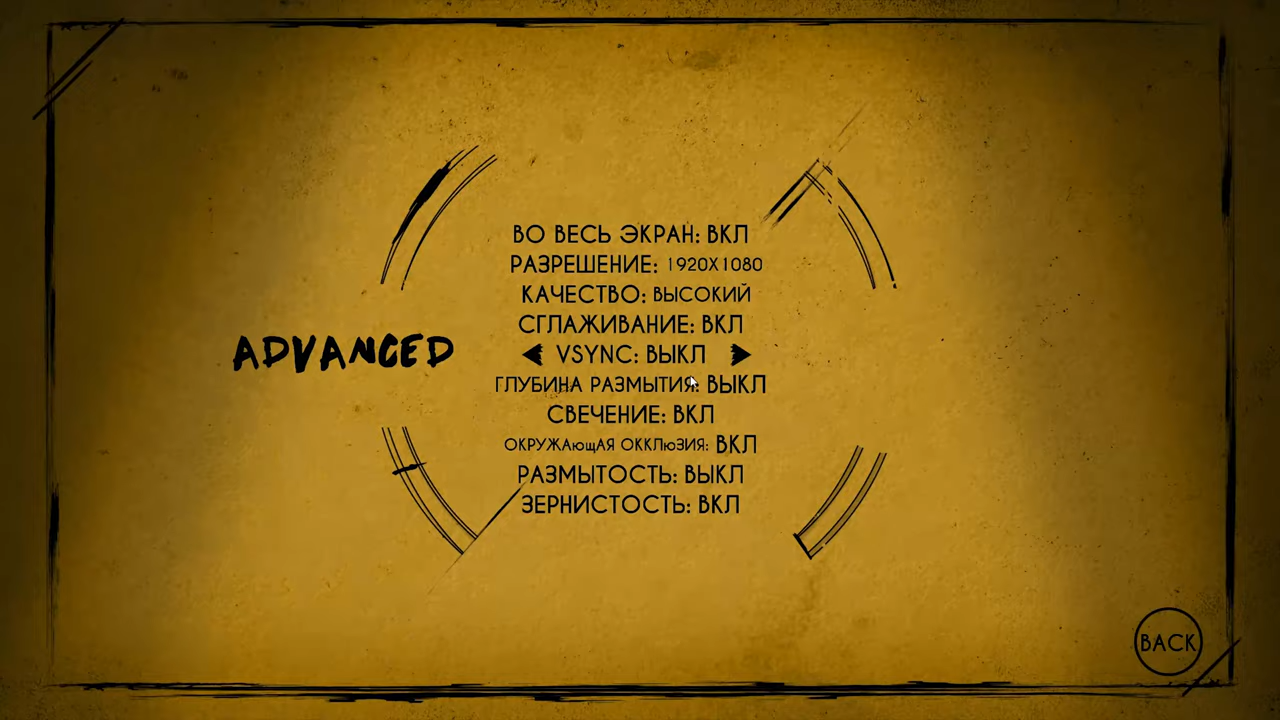 ВО ВЕСЬ ЭКРАН: ВКЛ
РАЗРЕШЕНИЕ: 1920X1080
КАЧЕСТВО: ВЫСОКИЙ
СГЛАЖИВАНИЕ: ВКЛ
ADVANCED
VSYNC: ВЫКЛ
ГЛУБИНА РАЗМЫТИЯ: ВЫКЛ
СВЕЧЕНИЕ: ВКЛ
ОКРУЖАющАЯ ОККЛюЗИЯ: ВКЛ
РАЗМЫТОСТЬ: ВЫКЛ
ЗЕРНИСТОСТЬ: ВКЛ
BACK